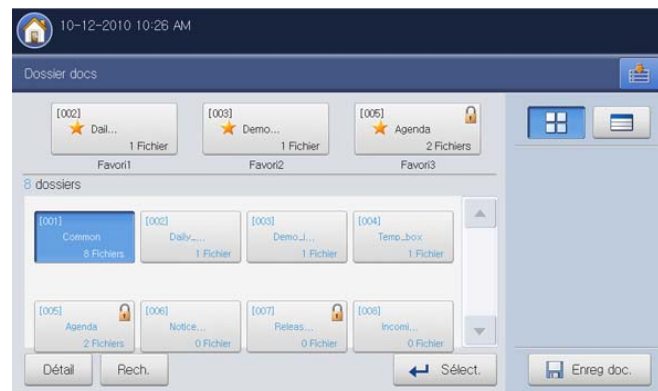 10-12-2010 10:26 AM
Dossier docs
[002]
Dail...
1 Fichier
[003]
Demo...
1 Fichier
[005]
Agenda
2 Fichiers
Favori1
Favori2
Favori3
8 dossiers
[001]
Common
8 Fichiers
[002]
Daily_...
1 Fichier
[003]
Demo_i...
1 Fichier
[004]
Temp_box
1 Fichier
[005]
Agenda
2 Fichiers
[006]
Notice...
0 Fichier
[007]
Releas...
0 Fichier
[008]
Incomi...
0 Fichier
Détail
Rech.
Sélect.
Enreg doc.